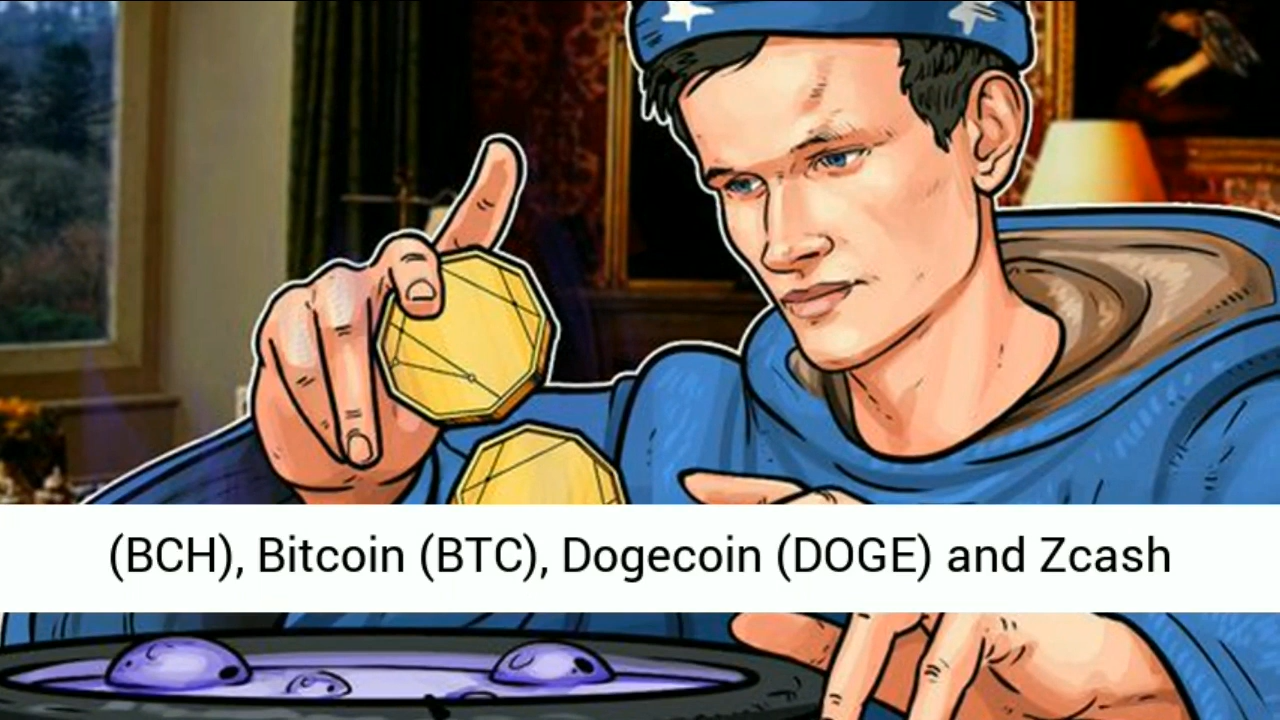 (BCH), Bitcoin (BTC), Dogecoin (DOGE) and Zcash